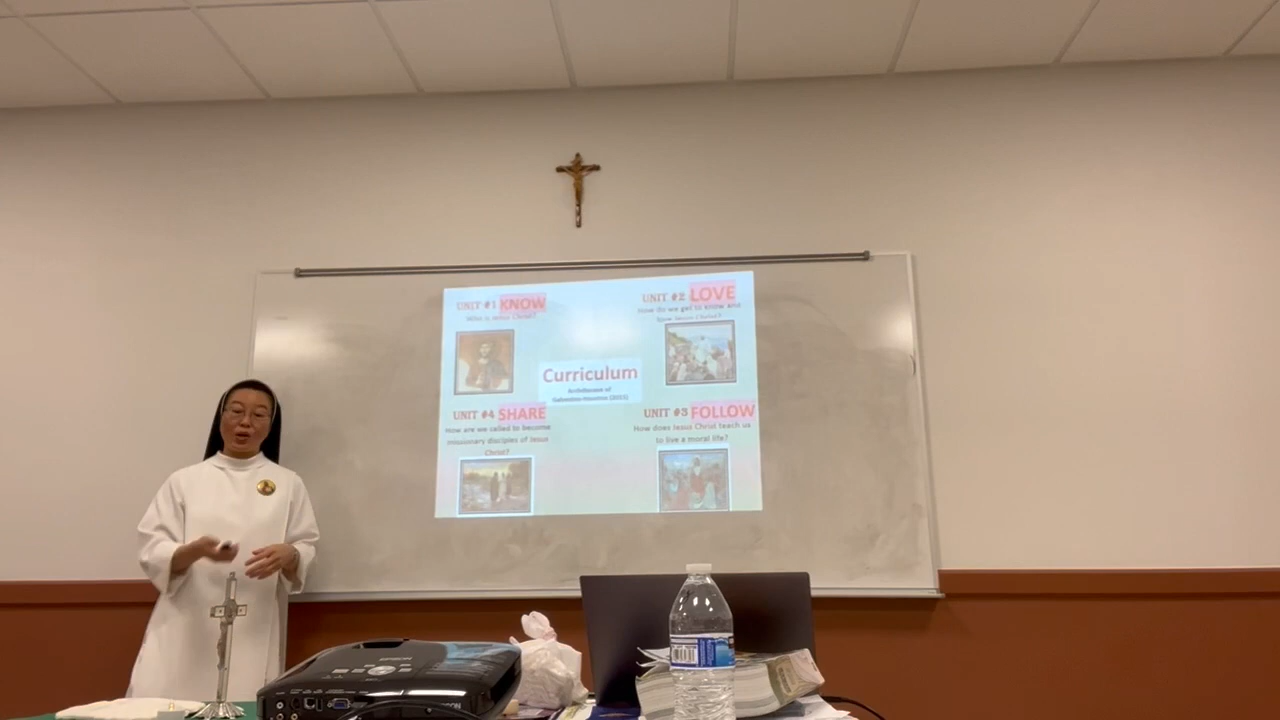 UNIT #1 KNOW
Who is Jesus Christ?
UNIT #2 LOVE
How do we get to know and
love Jesus Christ?
Curriculum
Archdiocese of
Galveston-Houston (2015)
UNIT #4 SHARE
How are we called to become
missionary disciples of Jesus
Christ?
UNIT #3 FOLLOW
How does Jesus Christ teach us
to live a moral life?
EPSON
EPSON